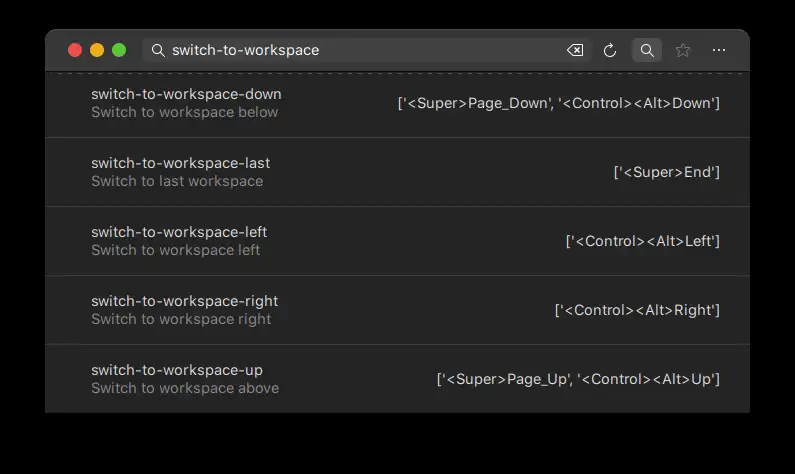 switch-to-workspace
switch-to-workspace-down
Switch to workspace below
['<Super>Page_Down', '<Control><Alt>Down']
switch-to-workspace-last
Switch to last workspace
['<Super>End']
switch-to-workspace-left
Switch to workspace left
['<Control><Alt>Left']
switch-to-workspace-right
Switch to workspace right
['<Control><Alt>Right']
switch-to-workspace-up
Switch to workspace above
['<Super>Page_Up', '<Control><Alt>Up']